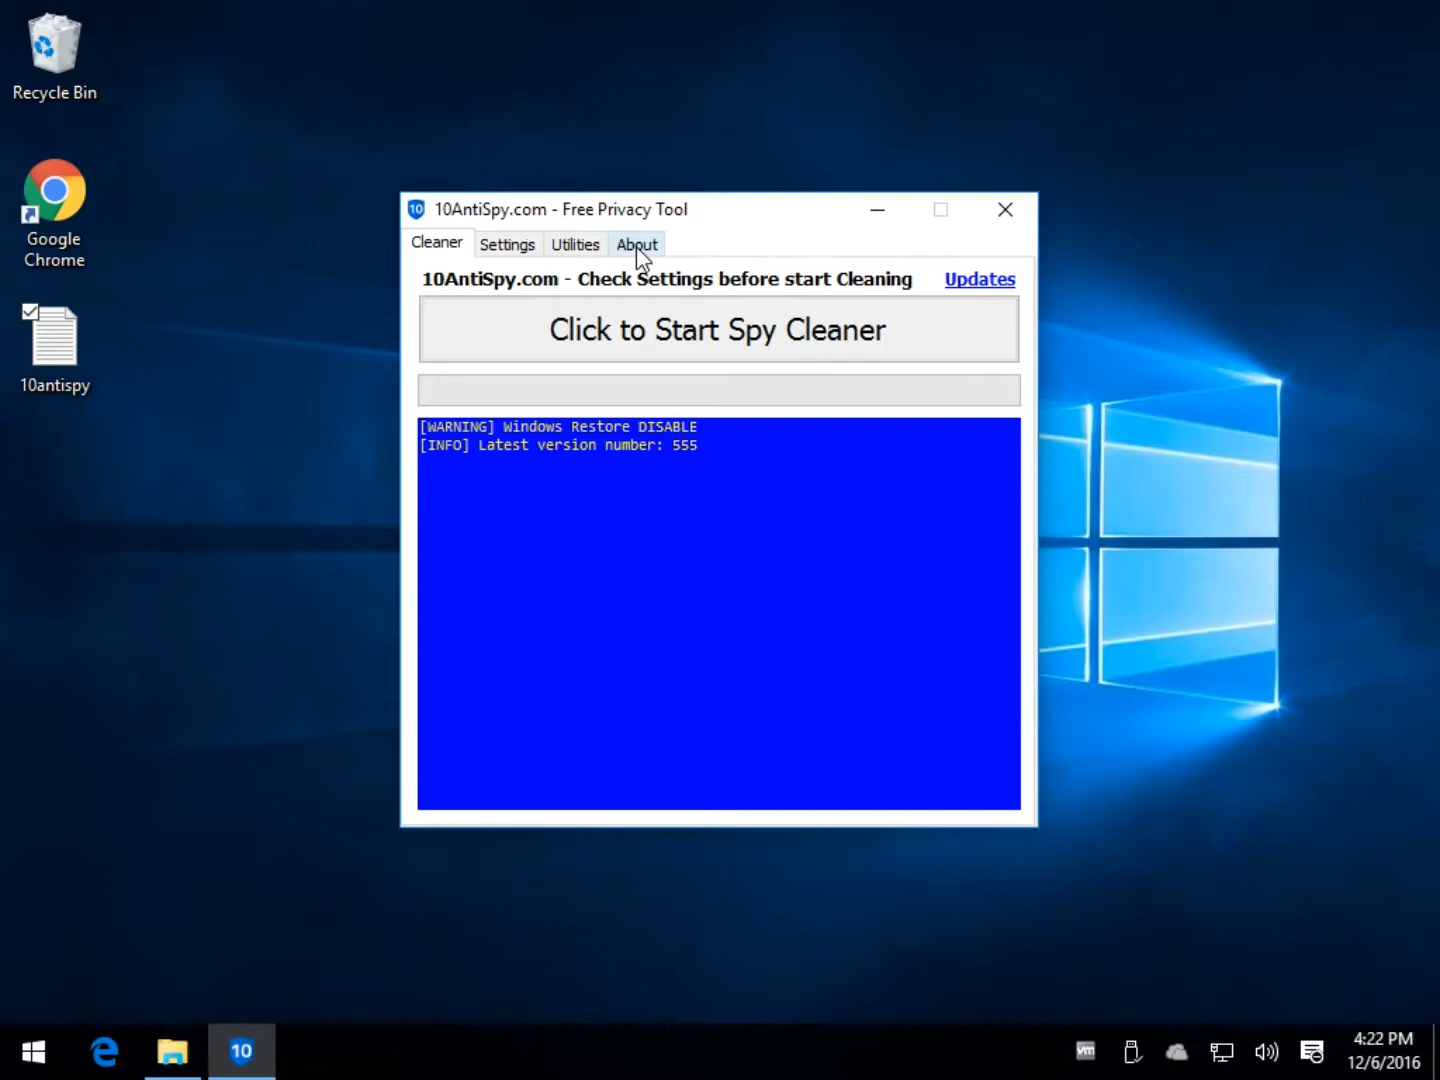 Recycle Bin
Google
Chrome
10antispy
10
10AntiSpy.com - Free Privacy Tool
Cleaner
Settings
Utilities
About
10AntiSpy.com - Check Settings before start Cleaning
Updates
Click to Start Spy Cleaner
[WARNING] Windows Restore DISABLE
[INFO] Latest version number: 555
10
vm
4:22 PM
12/6/2016